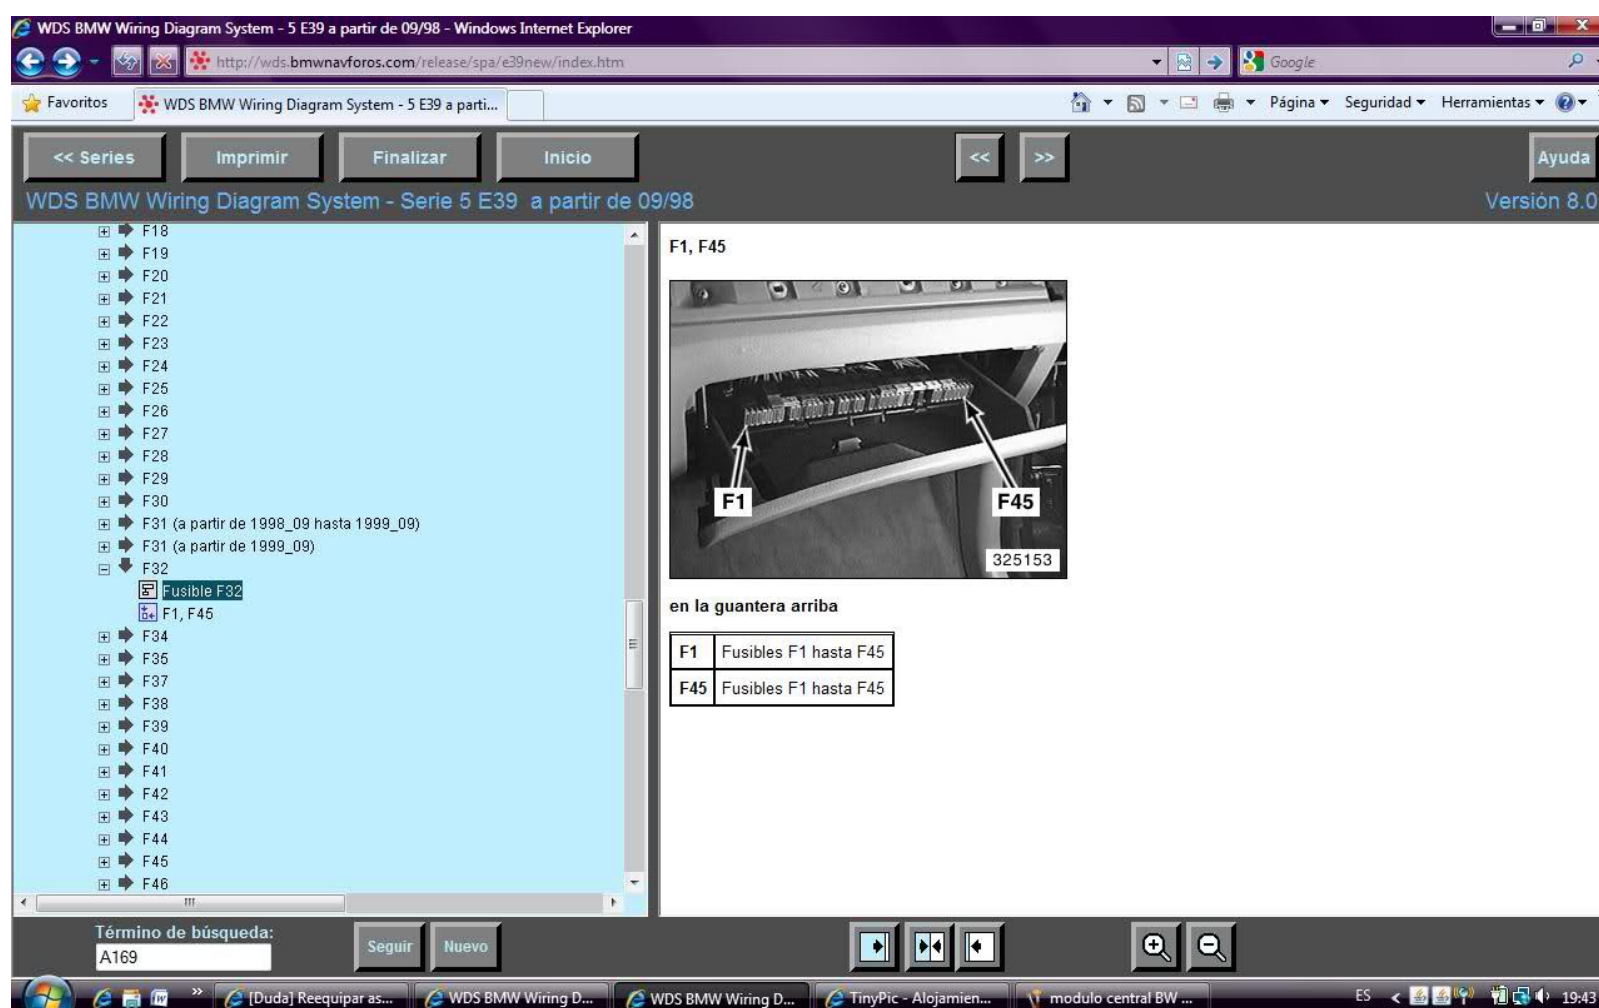 WDS BMW Wiring Diagram System - 5 E39 a partir de 09/98 - Windows Internet Explorer
http://wds.bmwnavforos.com/release/spa/e39new/index.htm
Google
Favoritos
WDS BMW Wiring Diagram System - 5 E39 a parti...
Página
Seguridad
Herramientas
<< Series
Imprimir
Finalizar
Inicio
<<
>>
Ayuda
WDS BMW Wiring Diagram System - Serie 5 E39 a partir de 09/98
Versión 8.0
F18
F19
F20
F21
F22
F23
F24
F25
F26
F27
F28
F29
F30
F31 (a partir de 1998_09 hasta 1999_09)
F31 (a partir de 1999_09)
F32
Fusible F32
F1, F45
F34
F35
F37
F38
F39
F40
F41
F42
F43
F44
F45
F46
F1, F45
F1
F45
325153
en la guantera arriba
F1 Fusibles F1 hasta F45
F45 Fusibles F1 hasta F45
Término de búsqueda:
A169
Seguir
Nuevo
[Duda] Reequipar as...
WDS BMW Wiring D...
WDS BMW Wiring D...
TinyPic - Alojamien...
modulo central BW ...
ES
19:43